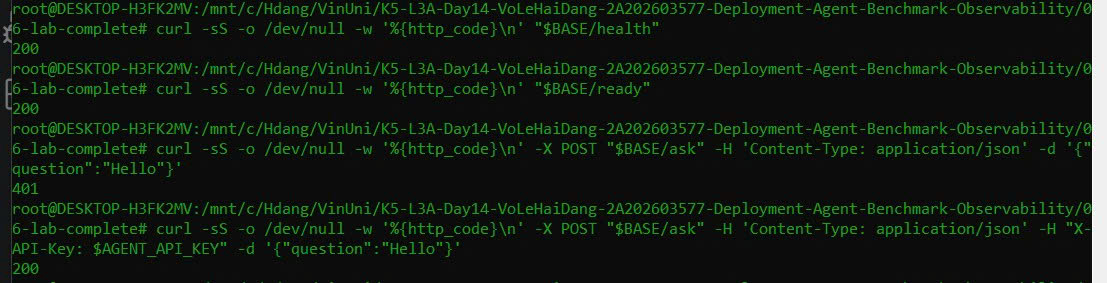 root@DESKTOP-H3FK2MV:/mnt/c/Hdang/VinUni/K5-L3A-Day14-VoLeHaiDang-2A202603577-Deployment-Agent-Benchmark-Observability/0
6-lab-complete# curl -sS -o /dev/null -w '%{http_code}\n' "$BASE/health"
200
root@DESKTOP-H3FK2MV:/mnt/c/Hdang/VinUni/K5-L3A-Day14-VoLeHaiDang-2A202603577-Deployment-Agent-Benchmark-Observability/0
6-lab-complete# curl -sS -o /dev/null -w '%{http_code}\n' "$BASE/ready"
200
root@DESKTOP-H3FK2MV:/mnt/c/Hdang/VinUni/K5-L3A-Day14-VoLeHaiDang-2A202603577-Deployment-Agent-Benchmark-Observability/0
6-lab-complete# curl -sS -o /dev/null -w '%{http_code}\n' -X POST "$BASE/ask" -H 'Content-Type: application/json' -d '{"
question":"Hello"}'
401
root@DESKTOP-H3FK2MV:/mnt/c/Hdang/VinUni/K5-L3A-Day14-VoLeHaiDang-2A202603577-Deployment-Agent-Benchmark-Observability/0
6-lab-complete# curl -sS -o /dev/null -w '%{http_code}\n' -X POST "$BASE/ask" -H 'Content-Type: application/json' -H "X-
API-Key: $AGENT_API_KEY" -d '{"question":"Hello"}'
200